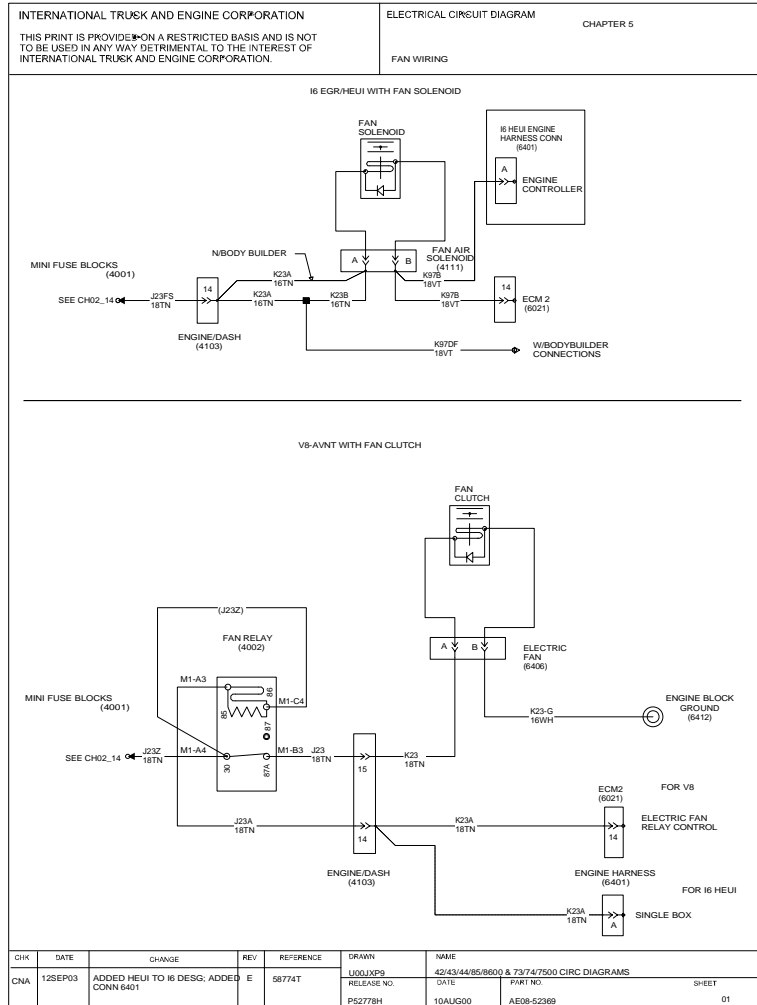 INTERNATIONAL TRUCK AND ENGINE CORPORATION
THIS PRINT IS PROVIDED ON A RESTRICTED BASIS AND IS NOT
TO BE USED IN ANY WAY DETRIMENTAL TO THE INTEREST OF
INTERNATIONAL TRUCK AND ENGINE CORPORATION.
ELECTRICAL CIRCUIT DIAGRAM
CHAPTER 5
FAN WIRING
I6 EGR/HEUI WITH FAN SOLENOID
FAN
SOLENOID
I6 HEUI ENGINE
HARNESS CONN
(6401)
A
ENGINE
CONTROLLER
N/BODY BUILDER
A
B
FAN AIR
SOLENOID
(4111)
MINI FUSE BLOCKS
(4001)
K23A
16TN
K97B
18VT
SEE CH02_14
J23FS
18TN
14
K23A
16TN
K23B
16TN
K97B
18VT
14
ECM 2
(6021)
ENGINE/DASH
(4103)
K97DF
18VT
W/BODYBUILDER
CONNECTIONS
V8-AVNT WITH FAN CLUTCH
FAN
CLUTCH
(J23Z)
FAN RELAY
(4002)
A
B
ELECTRIC
FAN
(6406)
M1-A3
86
M1-C4
85
87
MINI FUSE BLOCKS
(4001)
K23-G
16WH
ENGINE BLOCK
GROUND
(6412)
SEE CH02_14
J23Z
18TN
M1-A4
30
87A
M1-B3
J23
18TN
15
K23
18TN
ECM2
(6021)
FOR V8
J23A
18TN
14
K23A
18TN
14
ELECTRIC FAN
RELAY CONTROL
ENGINE/DASH
(4103)
ENGINE HARNESS
(6401)
FOR I6 HEUI
K23A
18TN
A
SINGLE BOX
CHK
DATE
CHANGE
REV
REFERENCE
DRAWN
NAME
CNA
12SEP03
ADDED HEUI TO I6 DESG; ADDED
CONN 6401
E
58774T
U00JXP9
42/43/44/85/8600 & 73/74/7500 CIRC DIAGRAMS
RELEASE NO.
DATE
PART NO.
SHEET
P52778H
10AUG00
AE08-52369
01